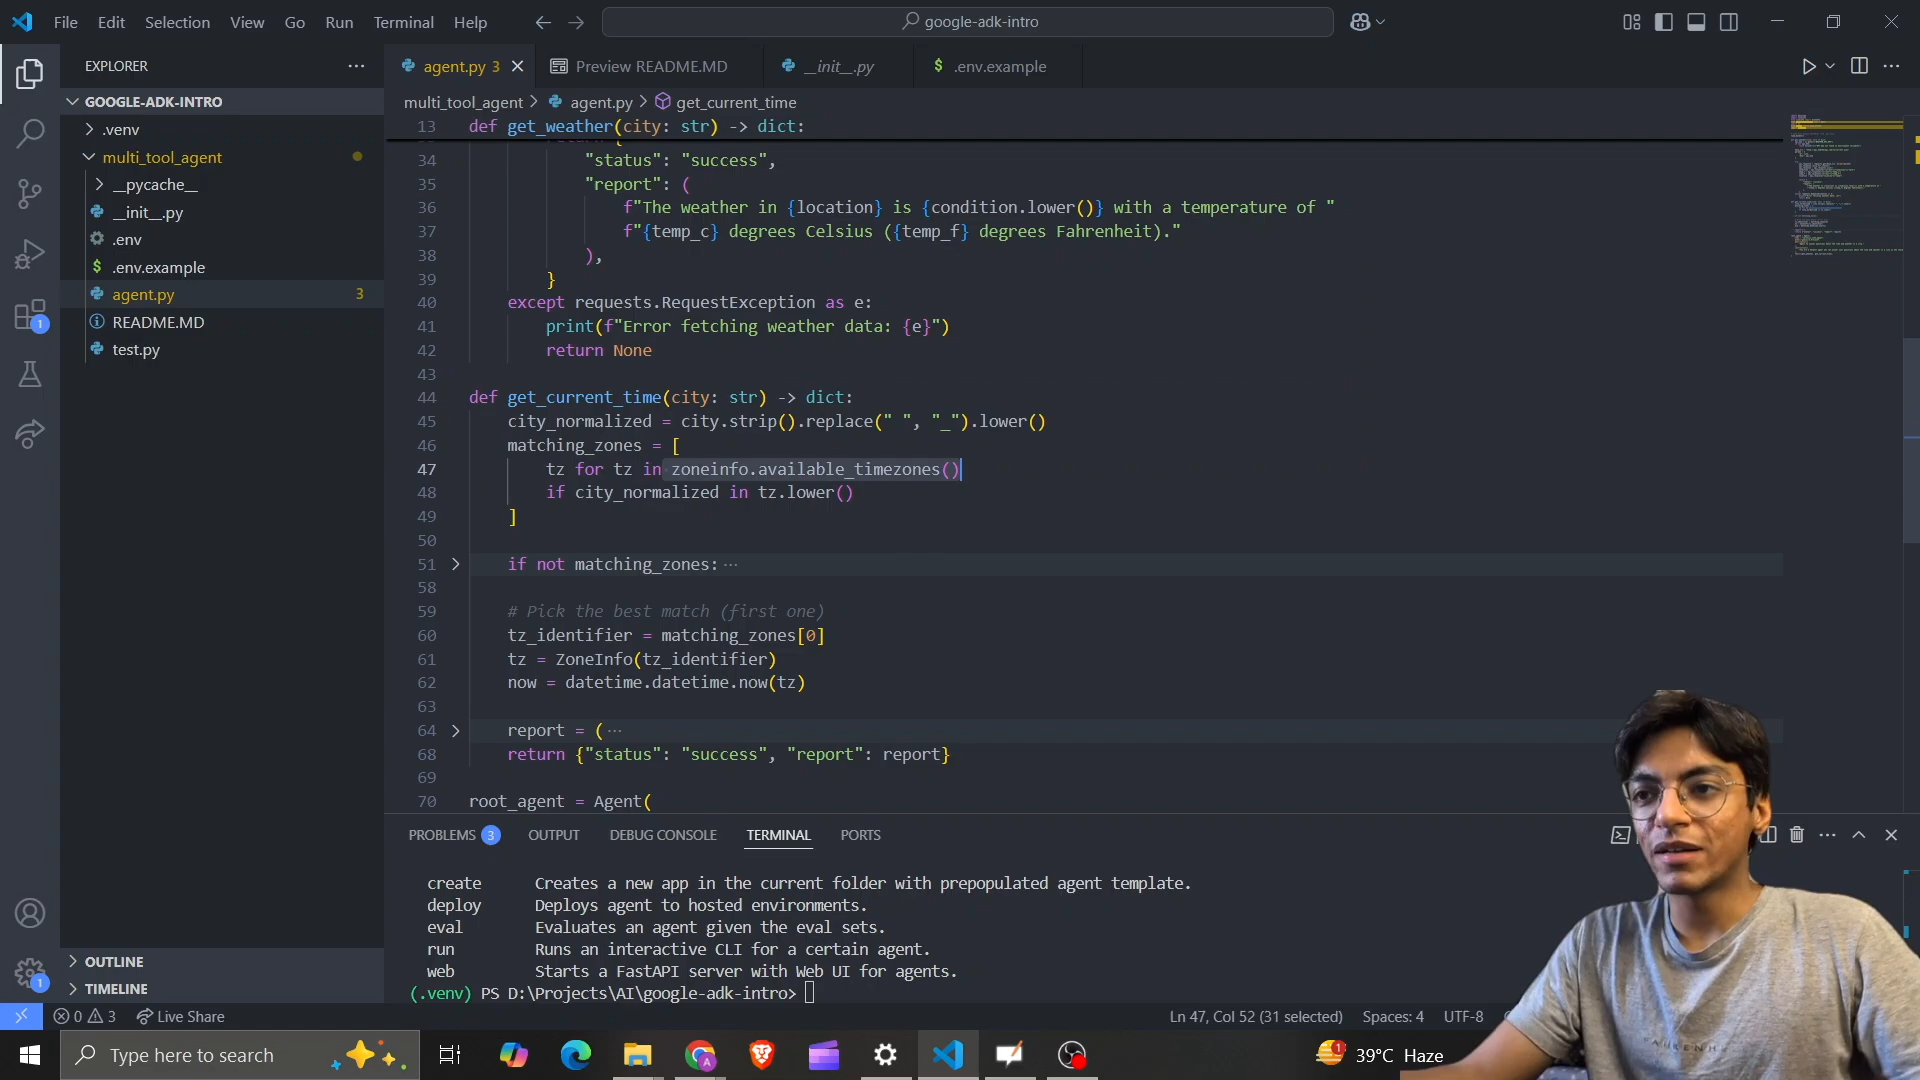 File Edit Selection View Go Run Terminal Help
google-adk-intro
EXPLORER
GOOGLE-ADK-INTRO
.venv
multi_tool_agent
__pycache__
__init__.py
.env
.env.example
agent.py 3
README.MD
test.py
OUTLINE
TIMELINE
agent.py 3
Preview README.MD
__init__.py
.env.example
multi_tool_agent > agent.py > get_current_time
13 def get_weather(city: str) -> dict:
34 "status": "success",
35 "report": (
36 f"The weather in {location} is {condition.lower()} with a temperature of "
37 f"{temp_c} degrees Celsius ({temp_f} degrees Fahrenheit)."
38 ),
39 }
40 except requests.RequestException as e:
41 print(f"Error fetching weather data: {e}")
42 return None
43
44 def get_current_time(city: str) -> dict:
45 city_normalized = city.strip().replace(" ", "_").lower()
46 matching_zones = [
47 tz for tz in zoneinfo.available_timezones()
48 if city_normalized in tz.lower()
49 ]
50
51 if not matching_zones: ...
58
59 # Pick the best match (first one)
60 tz_identifier = matching_zones[0]
61 tz = ZoneInfo(tz_identifier)
62 now = datetime.datetime.now(tz)
63
64 report = ( ...
68 return {"status": "success", "report": report}
69
70 root_agent = Agent(
PROBLEMS 3 OUTPUT DEBUG CONSOLE TERMINAL PORTS
create Creates a new app in the current folder with prepopulated agent template.
deploy Deploys agent to hosted environments.
eval Evaluates an agent given the eval sets.
run Runs an interactive CLI for a certain agent.
web Starts a FastAPI server with Web UI for agents.
(.venv) PS D:\Projects\AI\google-adk-intro>
0 3 Live Share
Ln 47, Col 52 (31 selected) Spaces: 4 UTF-8
Type here to search
39°C Haze